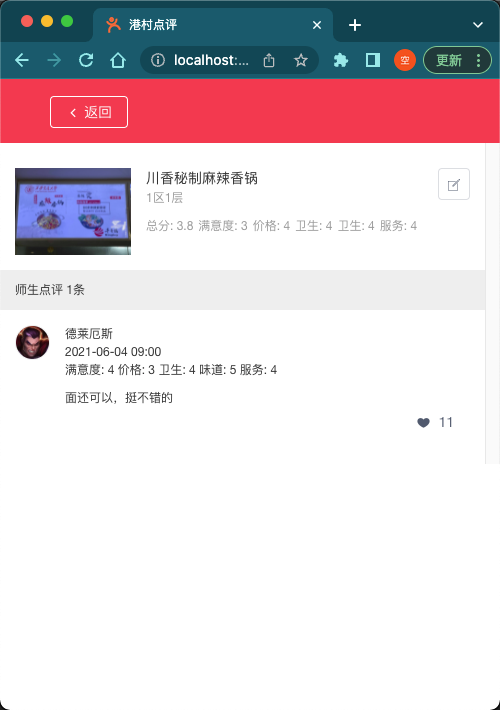 港村点评
localhost:...
空
更新
返回
川香秘制麻辣香锅
1区1层
总分: 3.8 满意度: 3 价格: 4 卫生: 4 卫生: 4 服务: 4
师生点评 1条
德莱厄斯
2021-06-04 09:00
满意度: 4 价格: 3 卫生: 4 味道: 5 服务: 4
面还可以，挺不错的
11